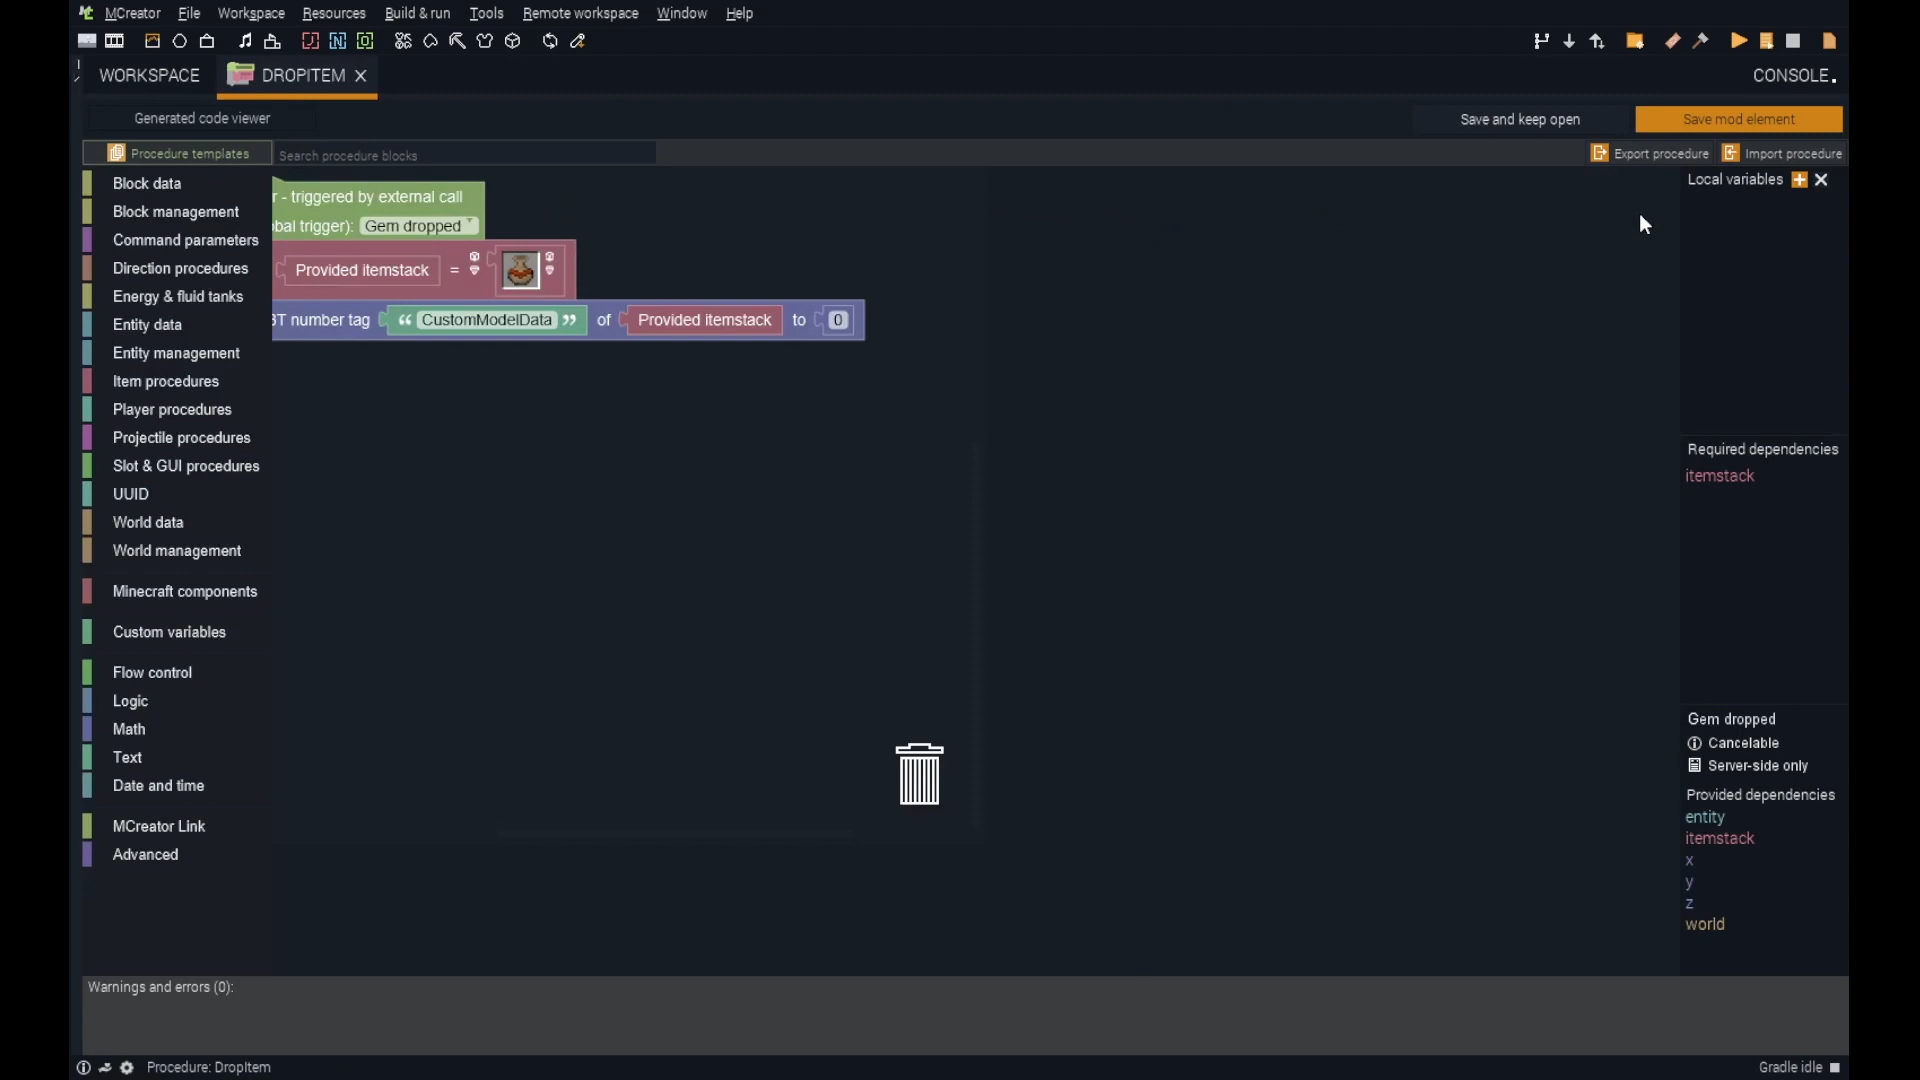 MCreator File Workspace Resources Build & run Tools Remote workspace Window Help
WORKSPACE DROPITEM CONSOLE
Generated code viewer Save and keep open Save mod element
Procedure templates Search procedure blocks Export procedure Import procedure
Local variables
Block data
Block management
Command parameters
Direction procedures
Energy & fluid tanks
Entity data
Entity management
Item procedures
Player procedures
Projectile procedures
Slot & GUI procedures
UUID
World data
World management
Minecraft components
Custom variables
Flow control
Logic
Math
Text
Date and time
MCreator Link
Advanced
r - triggered by external call
bal trigger): Gem dropped
Provided itemstack =
BT number tag “ CustomModelData ” of Provided itemstack to 0
Required dependencies
itemstack
Gem dropped
Cancelable
Server-side only
Provided dependencies
entity
itemstack
x
y
z
world
Warnings and errors (0):
Procedure: DropItem Gradle idle